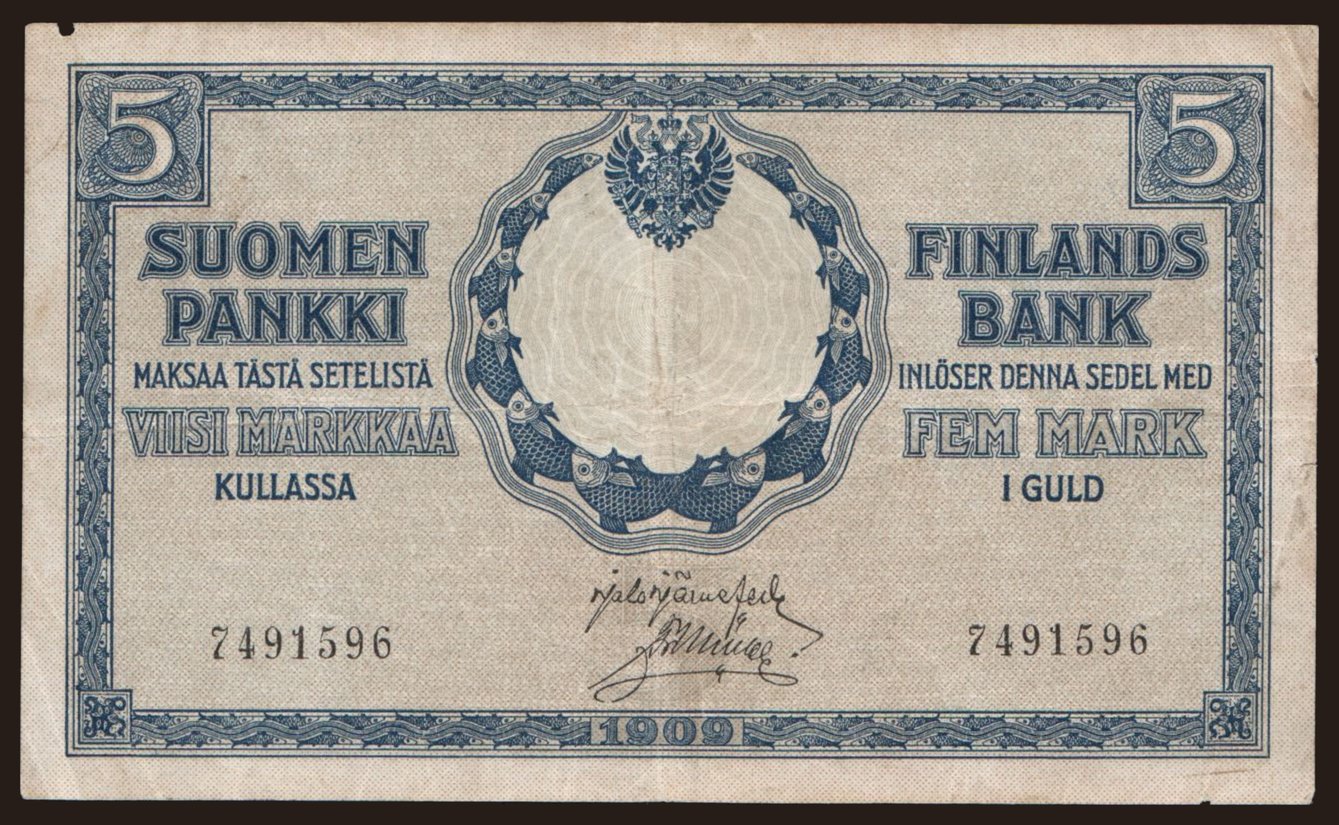 5
5
SUOMEN
PANKKI
MAKSAA TÄSTÄ SETELISTÄ
VIISI MARKKAA
KULLASSA
FINLANDS
BANK
INLÖSER DENNA SEDEL MED
FEM MARK
I GULD
7491596
7491596
1909